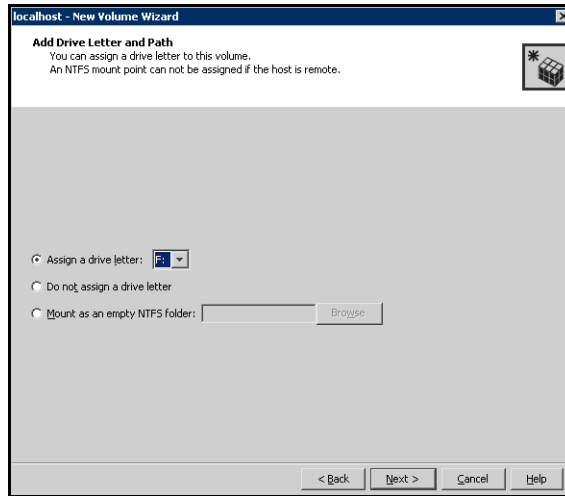 localhost - New Volume Wizard
Add Drive Letter and Path
You can assign a drive letter to this volume.
An NTFS mount point can not be assigned if the host is remote.
Assign a drive letter: F:
Do not assign a drive letter
Mount as an empty NTFS folder: Browse
< Back Next > Cancel Help